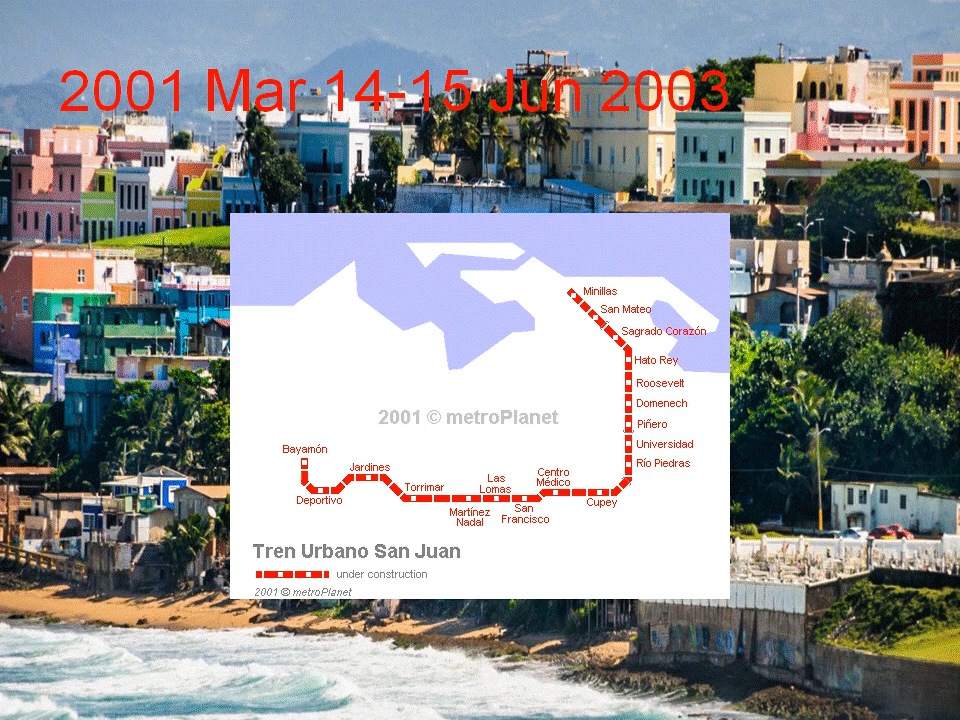 2001 Mar 14-15 Jun 2003
Minillas
San Mateo
Sagrado Corazón
Hato Rey
Roosevelt
Domenech
Piñero
Universidad
Río Piedras
2001 © metroPlanet
Bayamón
Deportivo
Jardines
Torrimar
Martínez
Nadal
Las
Lomas
San
Francisco
Centro
Médico
Cupey
Tren Urbano San Juan
under construction
2001 © metroPlanet